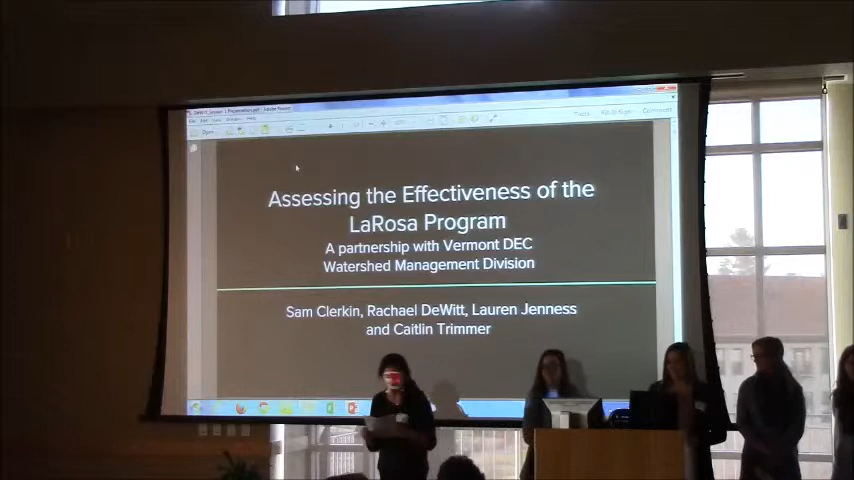 Assessing the Effectiveness of the
LaRosa Program
A partnership with Vermont DEC
Watershed Management Division
Sam Clerkin, Rachael DeWitt, Lauren Jenness
and Caitlin Trimmer